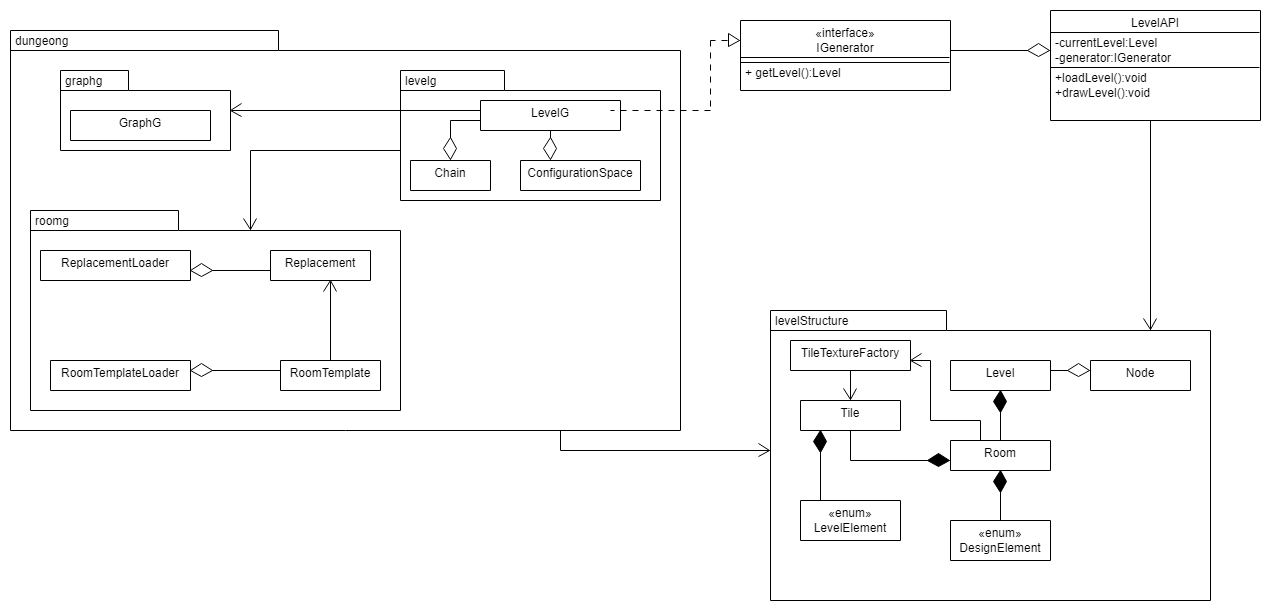 dungeong
graphg
GraphG
levelg
LevelG
Chain
ConfigurationSpace
roomg
ReplacementLoader
Replacement
RoomTemplateLoader
RoomTemplate
«interface»
IGenerator
+ getLevel():Level
LevelAPI
-currentLevel:Level
-generator:IGenerator
+loadLevel():void
+drawLevel():void
levelStructure
TileTextureFactory
Level
Node
Tile
Room
«enum»
LevelElement
«enum»
DesignElement